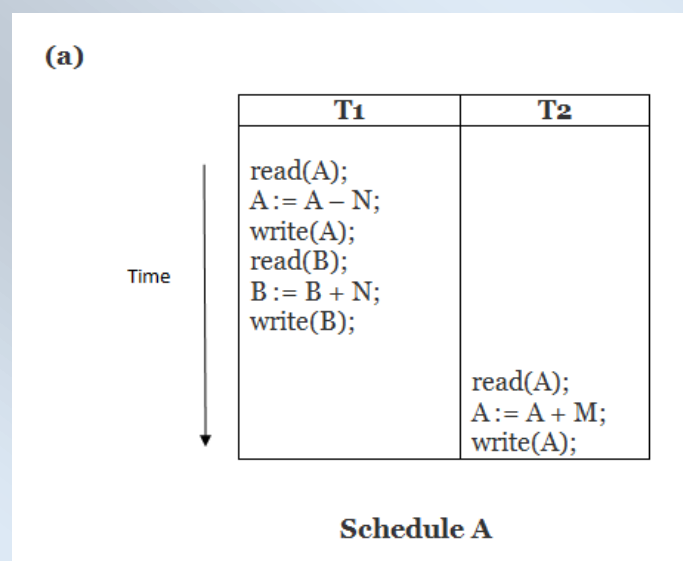 (a)
T1 T2
read(A);
A := A – N;
write(A);
read(B);
B := B + N;
write(B);
Time
read(A);
A := A + M;
write(A);
Schedule A